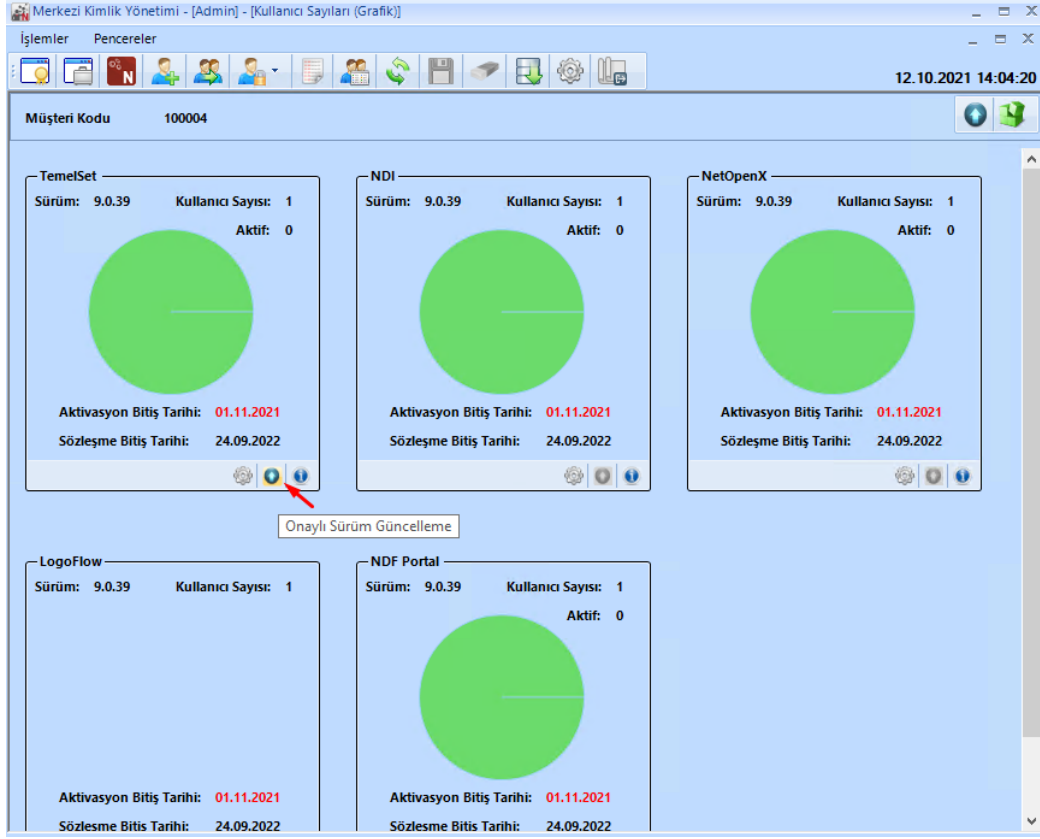 Merkezi Kimlik Yönetimi - [Admin] - [Kullanıcı Sayıları (Grafik)]
İşlemler Pencereler
12.10.2021 14:04:20
Müşteri Kodu 100004
TemelSet
Sürüm: 9.0.39 Kullanıcı Sayısı: 1
Aktif: 0
Aktivasyon Bitiş Tarihi: 01.11.2021
Sözleşme Bitiş Tarihi: 24.09.2022
NDI
Sürüm: 9.0.39 Kullanıcı Sayısı: 1
Aktif: 0
Aktivasyon Bitiş Tarihi: 01.11.2021
Sözleşme Bitiş Tarihi: 24.09.2022
NetOpenX
Sürüm: 9.0.39 Kullanıcı Sayısı: 1
Aktif: 0
Aktivasyon Bitiş Tarihi: 01.11.2021
Sözleşme Bitiş Tarihi: 24.09.2022
Onaylı Sürüm Güncelleme
LogoFlow
Sürüm: 9.0.39 Kullanıcı Sayısı: 1
Aktivasyon Bitiş Tarihi: 01.11.2021
Sözleşme Bitiş Tarihi: 24.09.2022
NDF Portal
Sürüm: 9.0.39 Kullanıcı Sayısı: 1
Aktif: 0
Aktivasyon Bitiş Tarihi: 01.11.2021
Sözleşme Bitiş Tarihi: 24.09.2022